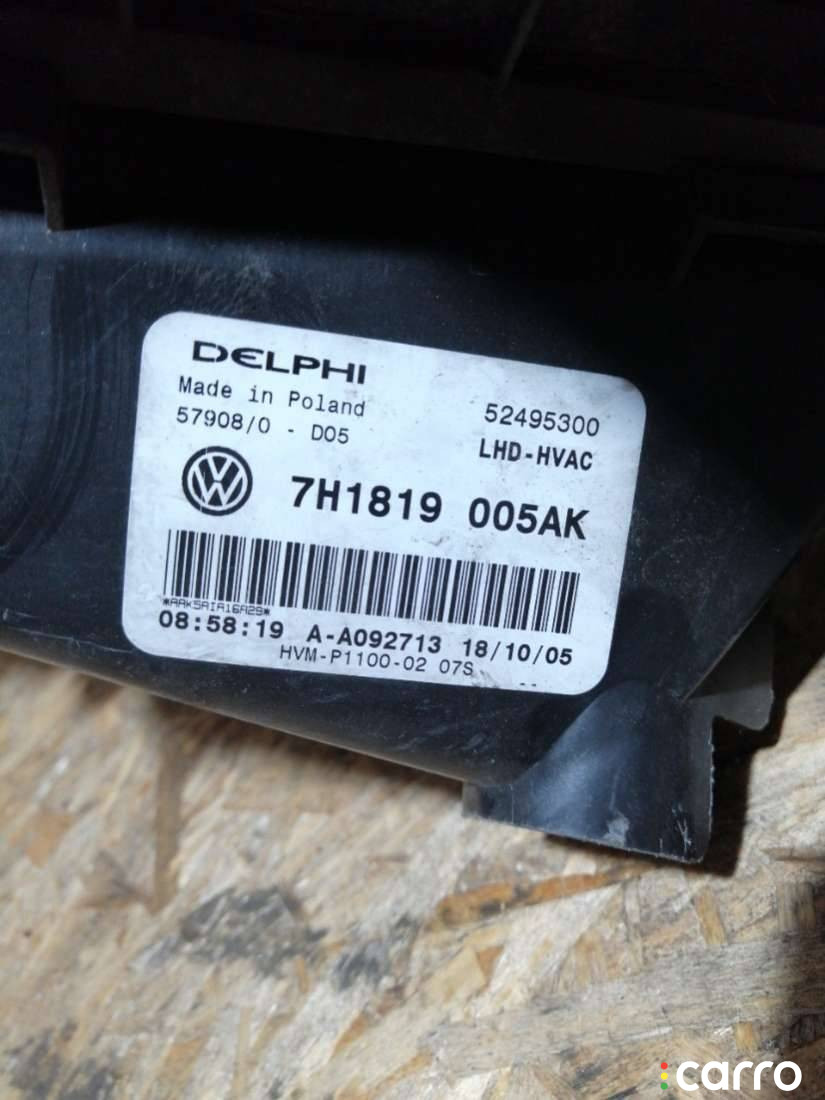 DELPHI
Made in Poland
57908/0 - D05
52495300
LHD-HVAC
7H1819 005AK
*AAK5AIA16A29*
08:58:19 A-A092713 18/10/05
HVM-P1100-02 07S
carro